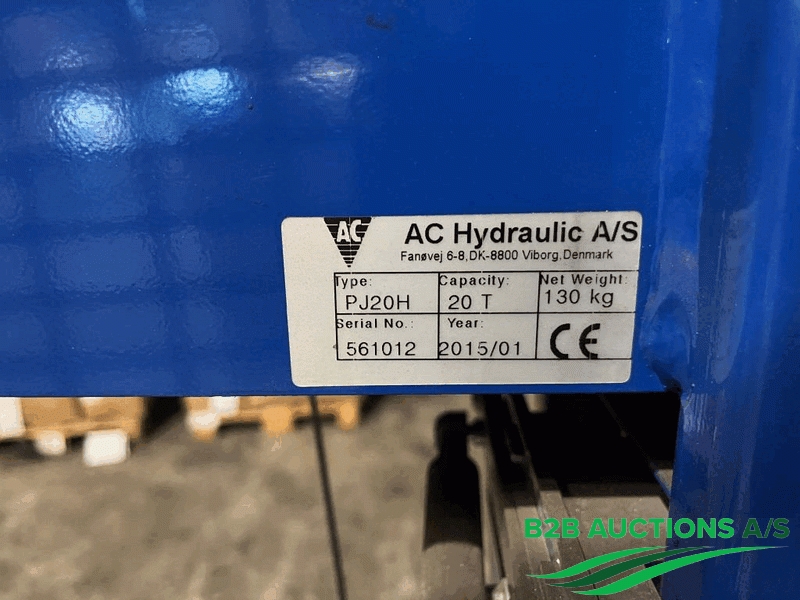 AC
AC Hydraulic A/S
Fanøvej 6-8,DK-8800 Viborg,Denmark
Type: Capacity: Net Weight:
PJ20H 20 T 130 kg
Serial No.: Year:
561012 2015/01 CE
B2B AUCTIONS A/S